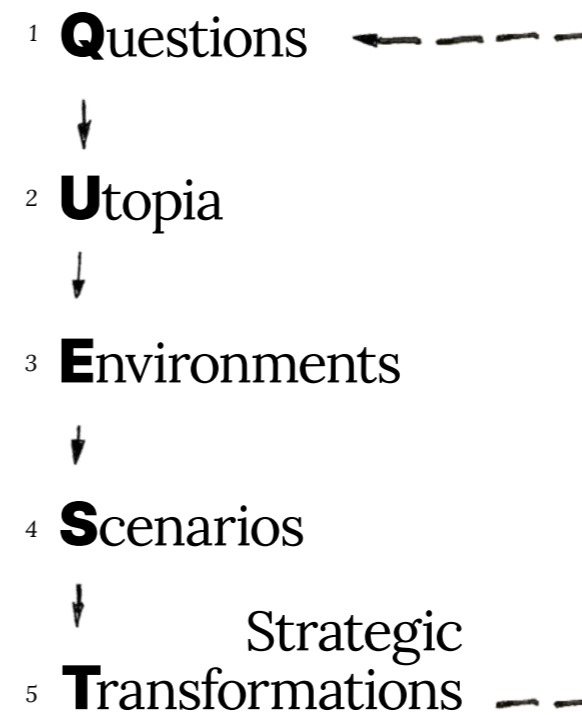 1 Questions
2 Utopia
3 Environments
4 Scenarios
Strategic
5 Transformations